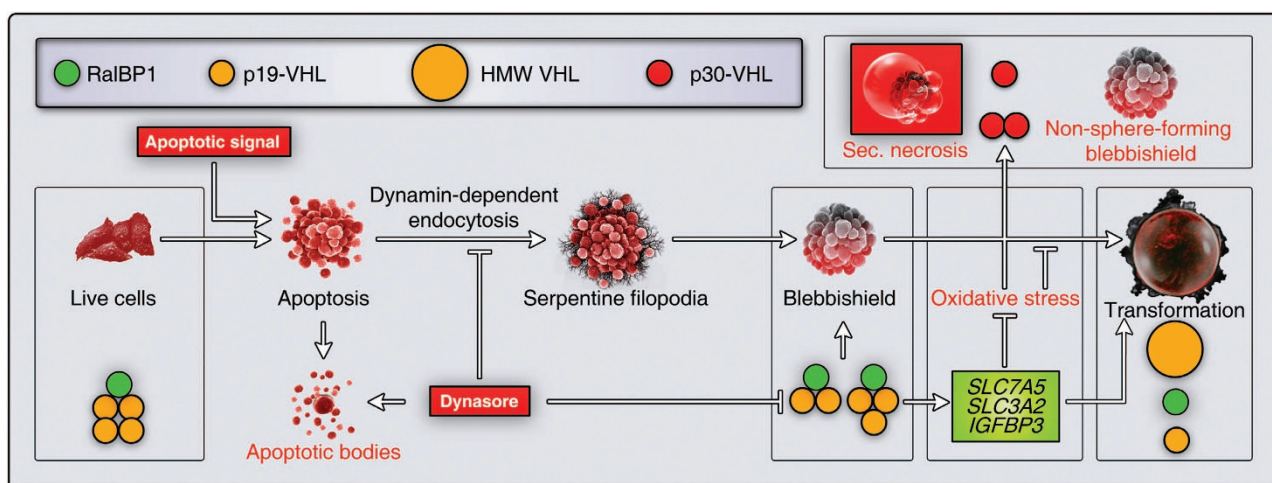 RalBP1
p19-VHL
HMW VHL
p30-VHL
Apoptotic signal
Sec. necrosis
Non-sphere-forming
blebbishield
Dynamin-dependent
endocytosis
Live cells
Apoptosis
Serpentine filopodia
Blebbishield
Oxidative stress
Transformation
Dynasore
Apoptotic bodies
SLC7A5
SLC3A2
IGFBP3